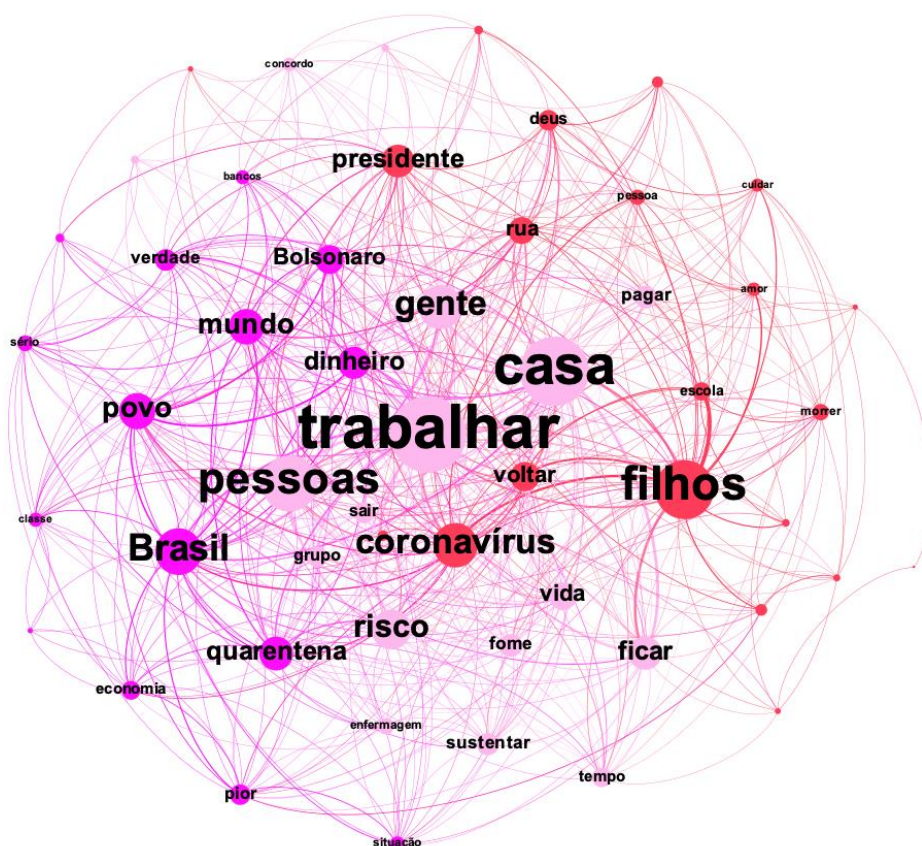 concordo
deus
presidente
bancos
pessoa
cuidar
rua
verdade
Bolsonaro
amor
gente
pagar
mundo
sério
dinheiro
casa
escola
povo
morrer
trabalhar
voltar
pessoas
filhos
sair
classe
coronavírus
Brasil
grupo
vida
risco
fome
quarentena
ficar
economia
enfermagem
sustentar
tempo
pior
situação